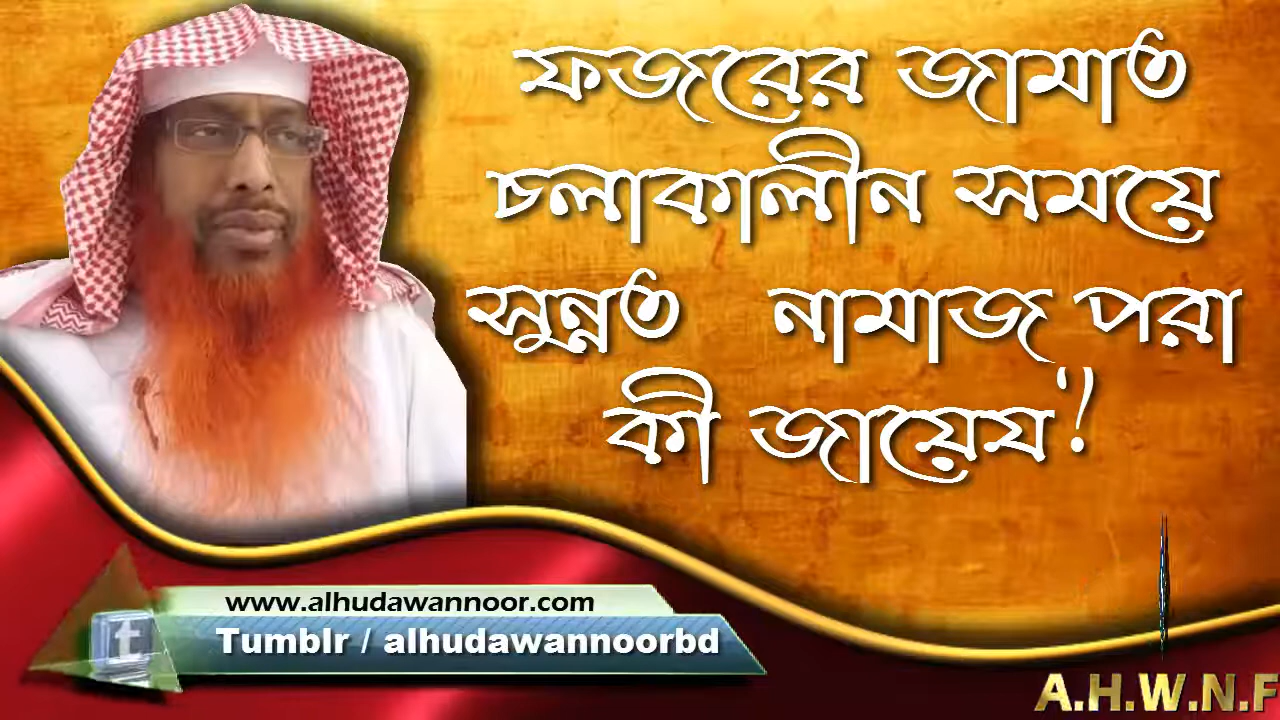 ফজরের জামাত
চলাকালীন সময়ে
সুন্নত নামাজ পরা
কী জায়েয?
www.alhudawannoor.com
t
Tumblr / alhudawannoorbd
A.H.W.N.F